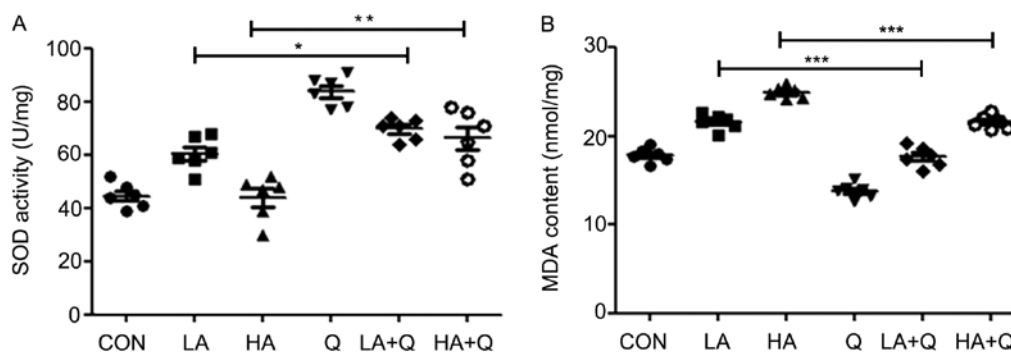 A
SOD activity (U/mg)
100
80
60
40
20
0
*
**
CON LA HA Q LA+Q HA+Q
B
MDA content (nmol/mg)
30
20
10
0
***
***
CON LA HA Q LA+Q HA+Q